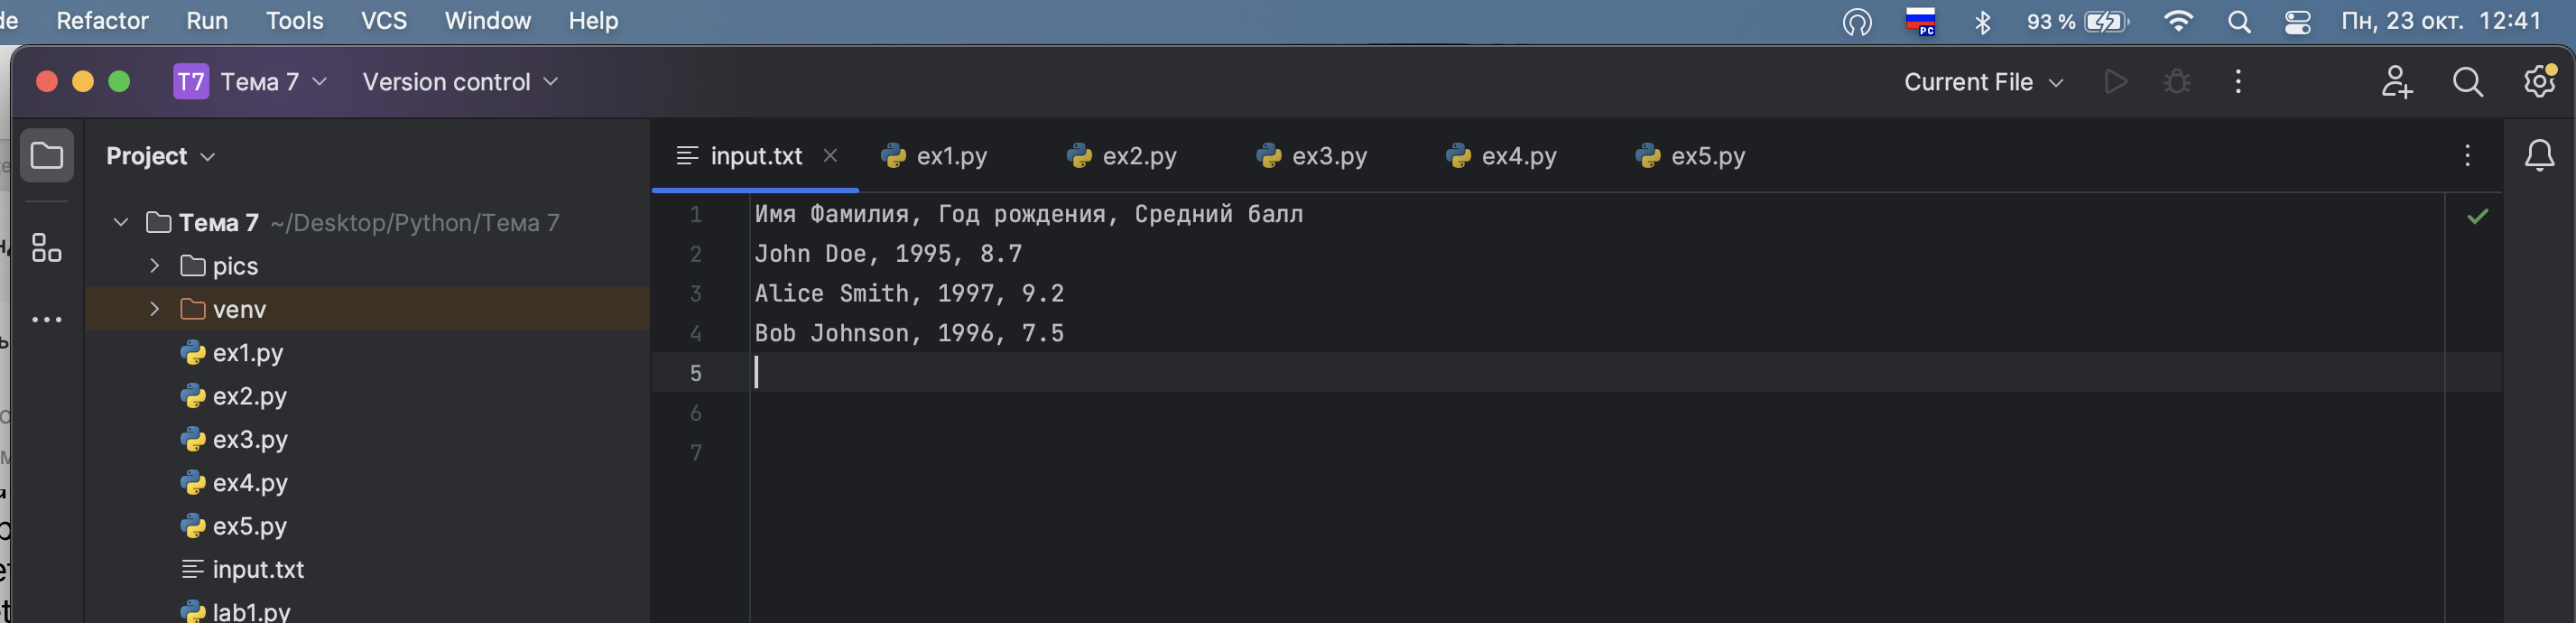 de Refactor Run Tools VCS Window Help РС 93 % Пн, 23 окт. 12:41
T7 Тема 7 Version control Current File
Project
input.txt ex1.py ex2.py ex3.py ex4.py ex5.py
Тема 7 ~/Desktop/Python/Тема 7
pics
venv
ex1.py
ex2.py
ex3.py
ex4.py
ex5.py
input.txt
lab1.py
1 Имя Фамилия, Год рождения, Средний балл
2 John Doe, 1995, 8.7
3 Alice Smith, 1997, 9.2
4 Bob Johnson, 1996, 7.5
5
6
7